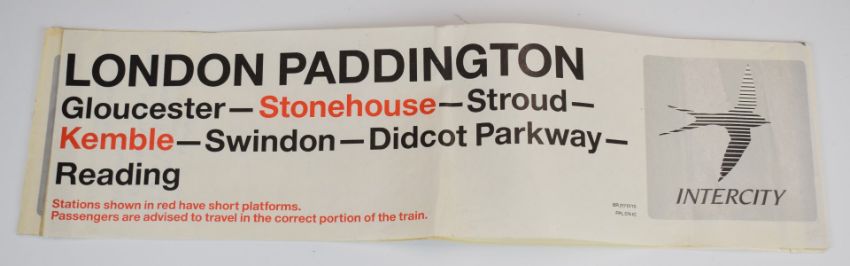 LONDON PADDINGTON
Gloucester—Stonehouse—Stroud—
Kemble—Swindon—Didcot Parkway—
Reading
Stations shown in red have short platforms.
Passengers are advised to travel in the correct portion of the train.
INTERCITY